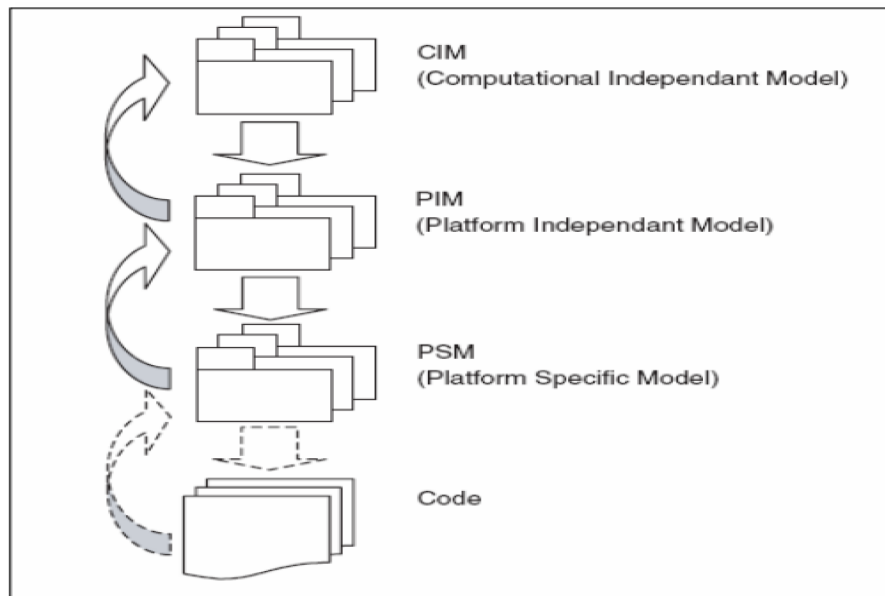 CIM
(Computational Independant Model)
PIM
(Platform Independant Model)
PSM
(Platform Specific Model)
Code